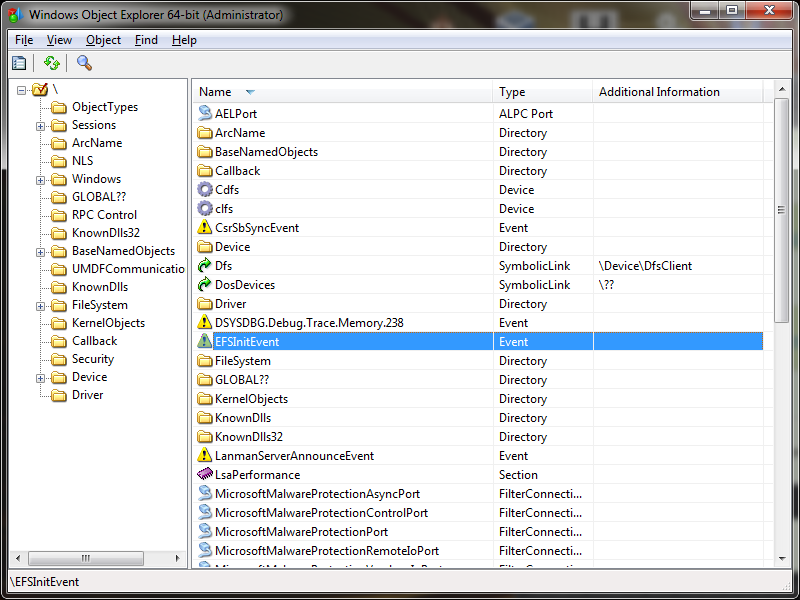 Windows Object Explorer 64-bit (Administrator)
File View Object Find Help
\
ObjectTypes
Sessions
ArcName
NLS
Windows
GLOBAL??
RPC Control
KnownDlls32
BaseNamedObjects
UMDFCommunicatio
KnownDlls
FileSystem
KernelObjects
Callback
Security
Device
Driver
Name Type Additional Information
AELPort ALPC Port
ArcName Directory
BaseNamedObjects Directory
Callback Directory
Cdfs Device
clfs Device
CsrSbSyncEvent Event
Device Directory
Dfs SymbolicLink \Device\DfsClient
DosDevices SymbolicLink \??
Driver Directory
DSYSDBG.Debug.Trace.Memory.238 Event
EFSInitEvent Event
FileSystem Directory
GLOBAL?? Directory
KernelObjects Directory
KnownDlls Directory
KnownDlls32 Directory
LanmanServerAnnounceEvent Event
LsaPerformance Section
MicrosoftMalwareProtectionAsyncPort FilterConnecti...
MicrosoftMalwareProtectionControlPort FilterConnecti...
MicrosoftMalwareProtectionPort FilterConnecti...
MicrosoftMalwareProtectionRemoteIoPort FilterConnecti...
\EFSInitEvent